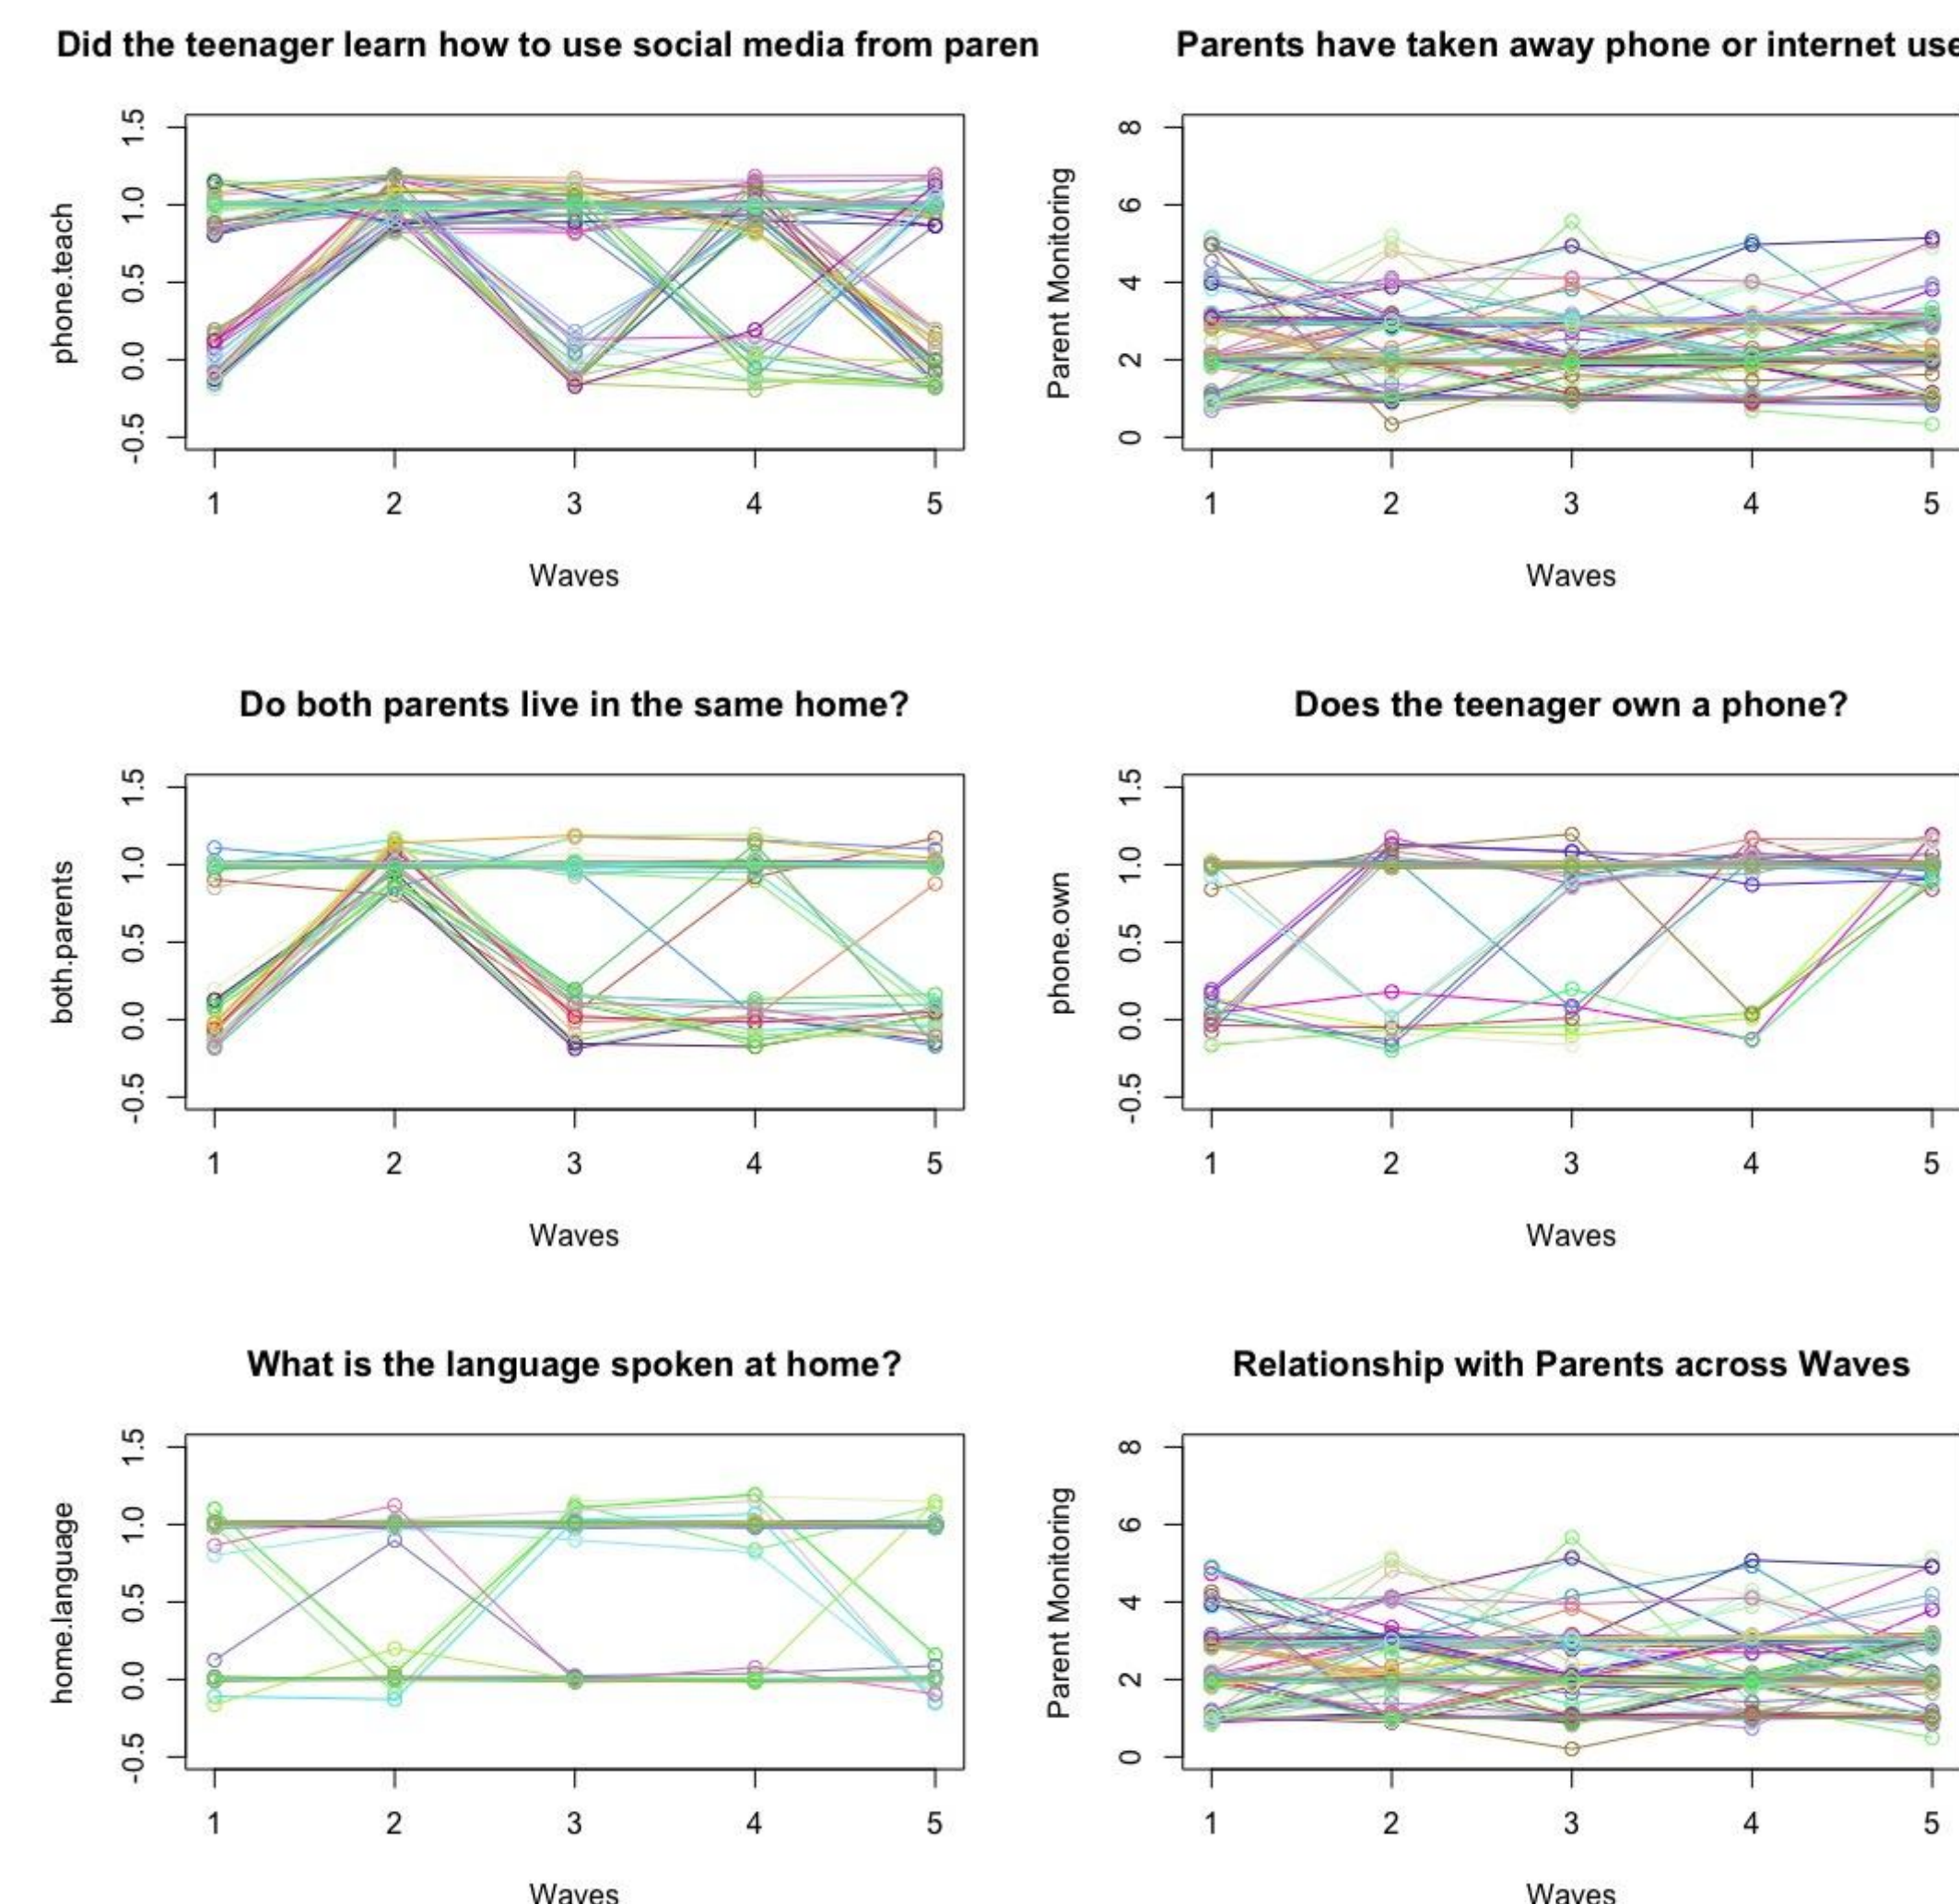 Did the teenager learn how to use social media from paren
Parents have taken away phone or internet use
phone.teach
1.5
1.0
0.5
0.0
-0.5
1 2 3 4 5
Waves
Parent Monitoring
8
6
4
2
0
1 2 3 4 5
Waves
Do both parents live in the same home?
Does the teenager own a phone?
both.parents
1.5
1.0
0.5
0.0
-0.5
1 2 3 4 5
Waves
phone.own
1.5
1.0
0.5
0.0
-0.5
1 2 3 4 5
Waves
What is the language spoken at home?
Relationship with Parents across Waves
home.language
1.5
1.0
0.5
0.0
-0.5
1 2 3 4 5
Waves
Parent Monitoring
8
6
4
2
0
1 2 3 4 5
Waves